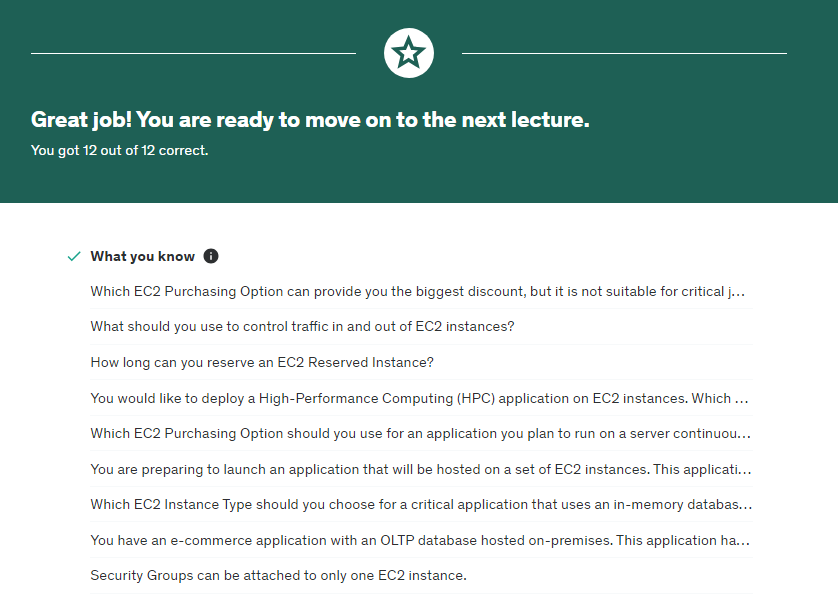 Great job! You are ready to move on to the next lecture.
You got 12 out of 12 correct.
What you know
Which EC2 Purchasing Option can provide you the biggest discount, but it is not suitable for critical j...
What should you use to control traffic in and out of EC2 instances?
How long can you reserve an EC2 Reserved Instance?
You would like to deploy a High-Performance Computing (HPC) application on EC2 instances. Which ...
Which EC2 Purchasing Option should you use for an application you plan to run on a server continuou...
You are preparing to launch an application that will be hosted on a set of EC2 instances. This applicati...
Which EC2 Instance Type should you choose for a critical application that uses an in-memory databas...
You have an e-commerce application with an OLTP database hosted on-premises. This application ha...
Security Groups can be attached to only one EC2 instance.